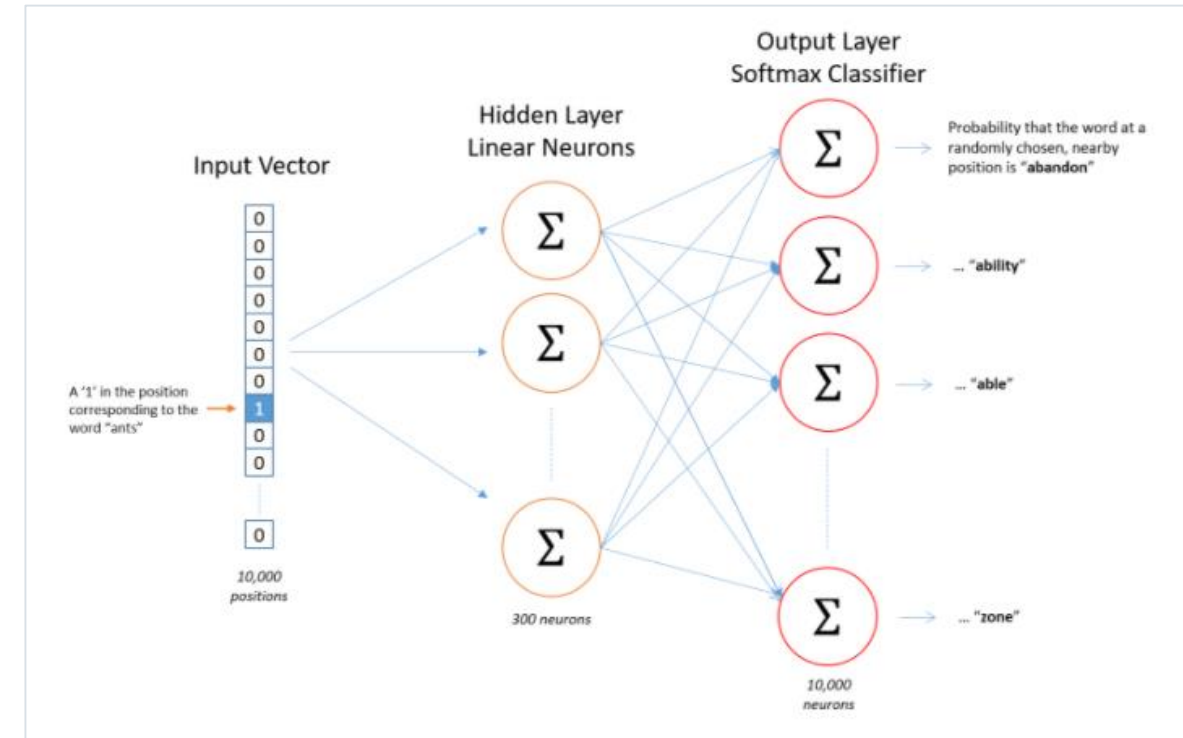 Output Layer
Softmax Classifier
Hidden Layer
Linear Neurons
Input Vector
0
0
0
0
0
0
0
1
0
0
0
A '1' in the position
corresponding to the
word "ants"
10,000
positions
Σ
Σ
Σ
300 neurons
Σ
Probability that the word at a
randomly chosen, nearby
position is "abandon"
Σ
... "ability"
Σ
... "able"
Σ
... "zone"
10,000
neurons